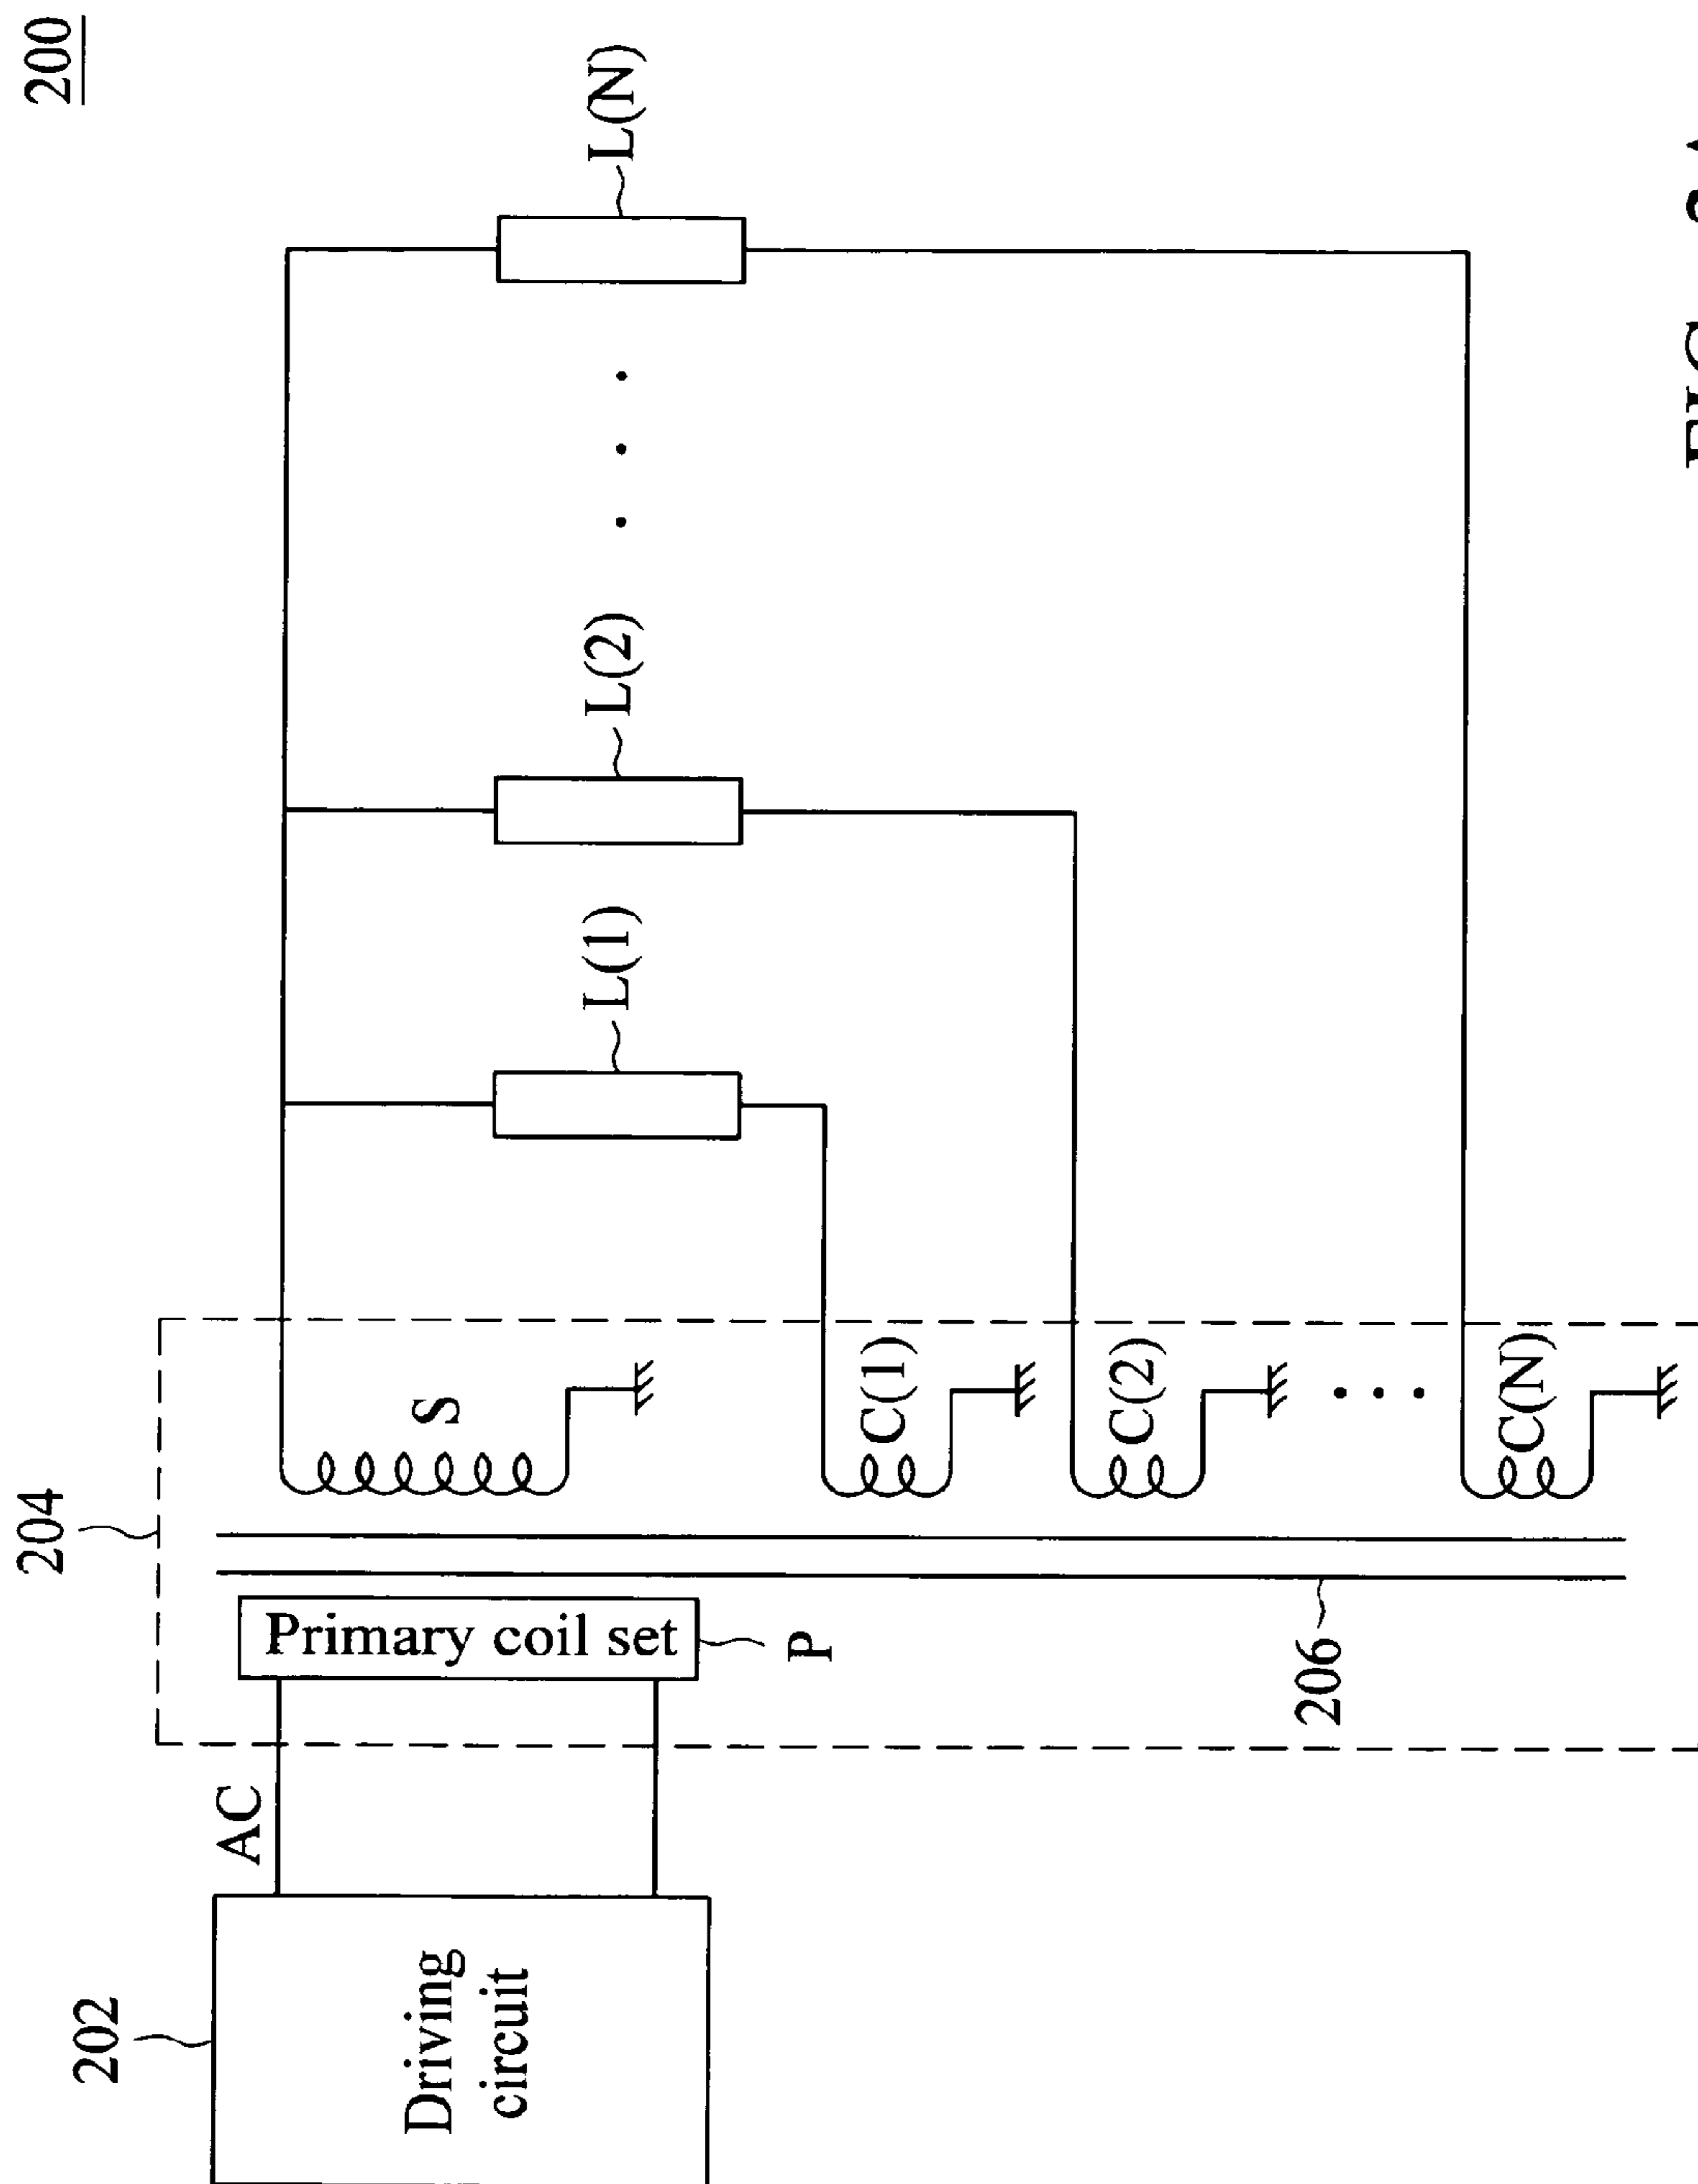 200
204
202
Driving
circuit
AC
Primary coil set
P
206
S
C(1)
C(2)
C(N)
L(1)
L(2)
L(N)